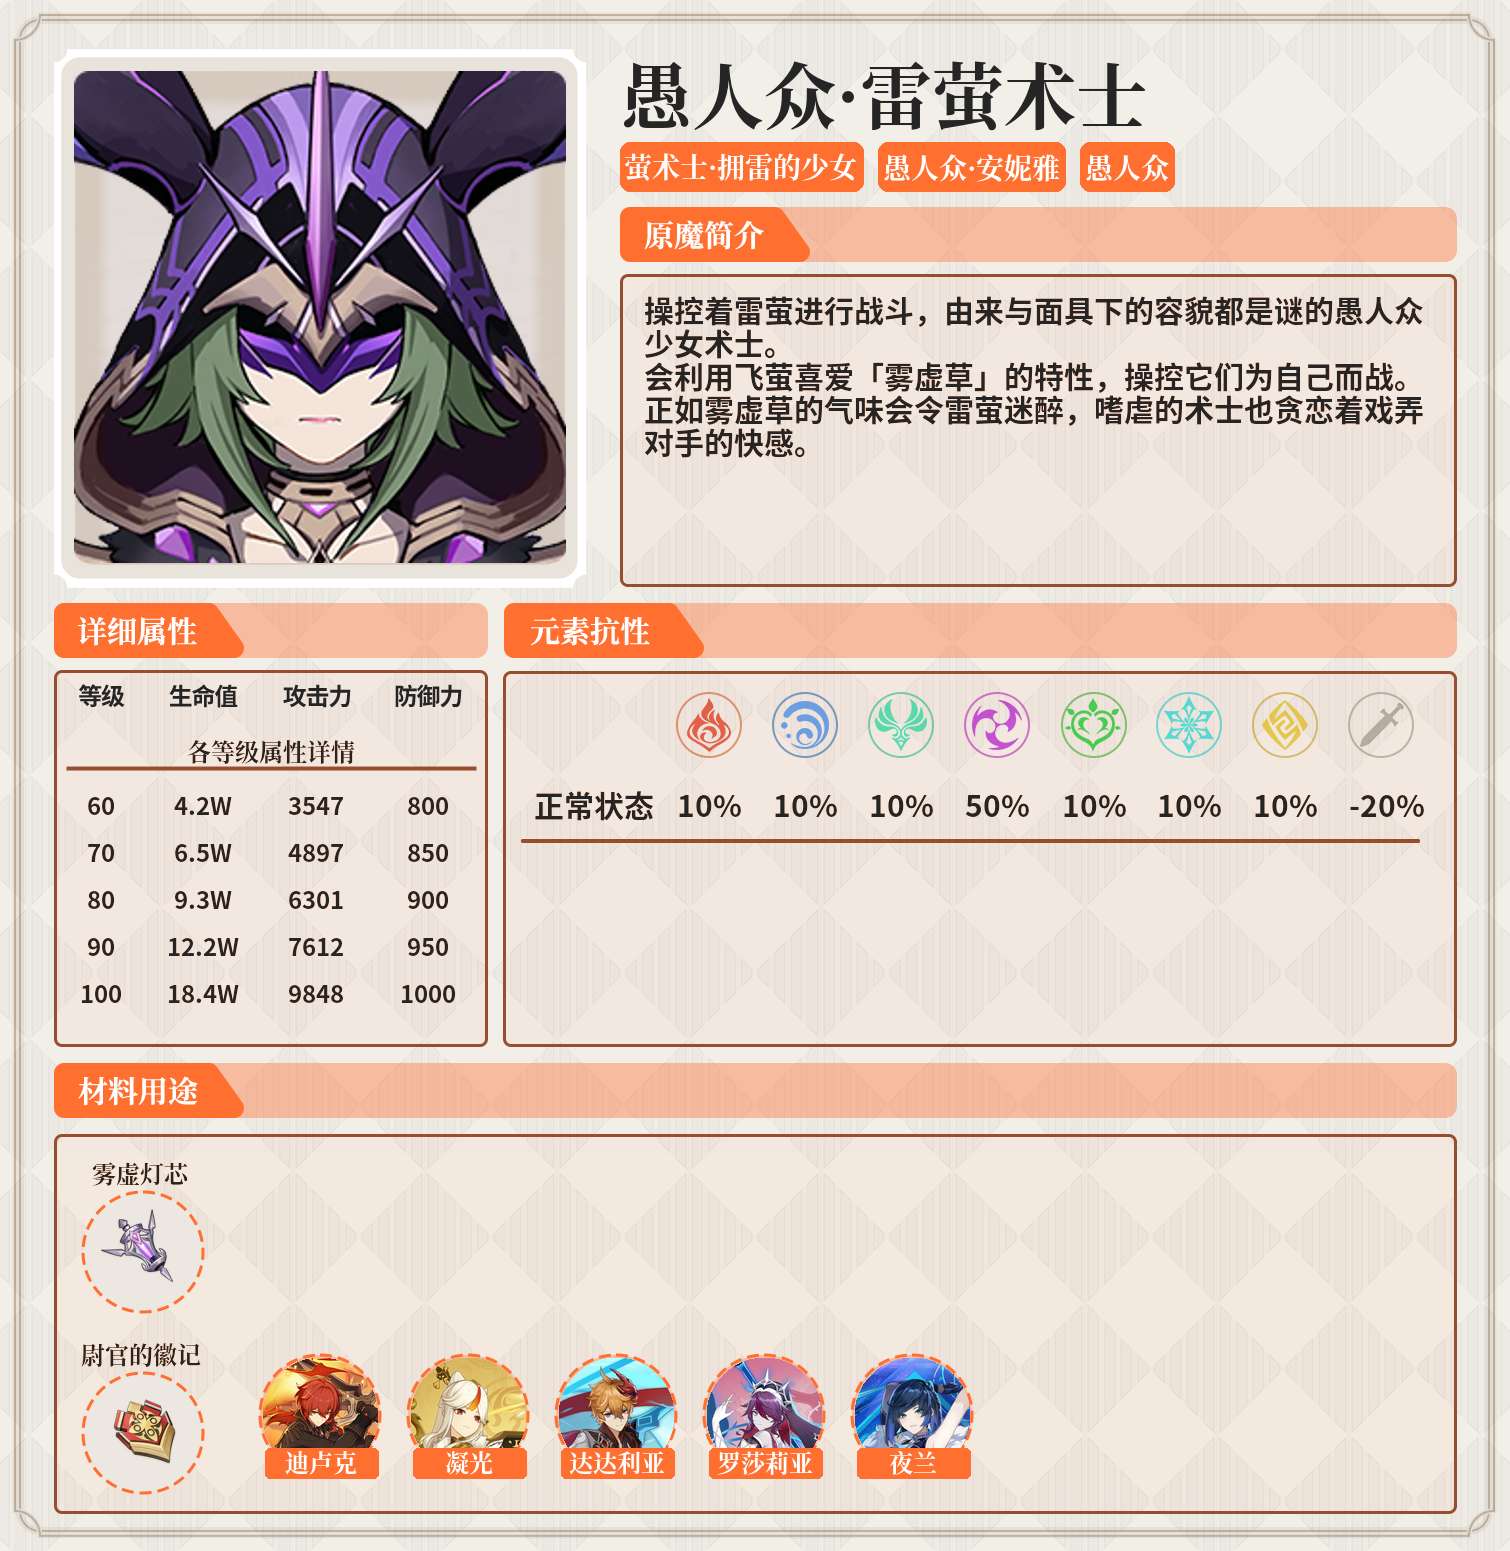 愚人众·雷萤术士
萤术士·拥雷的少女 愚人众·安妮雅 愚人众
原魔简介
操控着雷萤进行战斗，由来与面具下的容貌都是谜的愚人众
少女术士。
会利用飞萤喜爱「雾虚草」的特性，操控它们为自己而战。
正如雾虚草的气味会令雷萤迷醉，嗜虐的术士也贪恋着戏弄
对手的快感。
详细属性
等级 生命值 攻击力 防御力
各等级属性详情
60 4.2W 3547 800
70 6.5W 4897 850
80 9.3W 6301 900
90 12.2W 7612 950
100 18.4W 9848 1000
元素抗性
正常状态 10% 10% 10% 50% 10% 10% 10% -20%
材料用途
雾虚灯芯
尉官的徽记
迪卢克 凝光 达达利亚 罗莎莉亚 夜兰